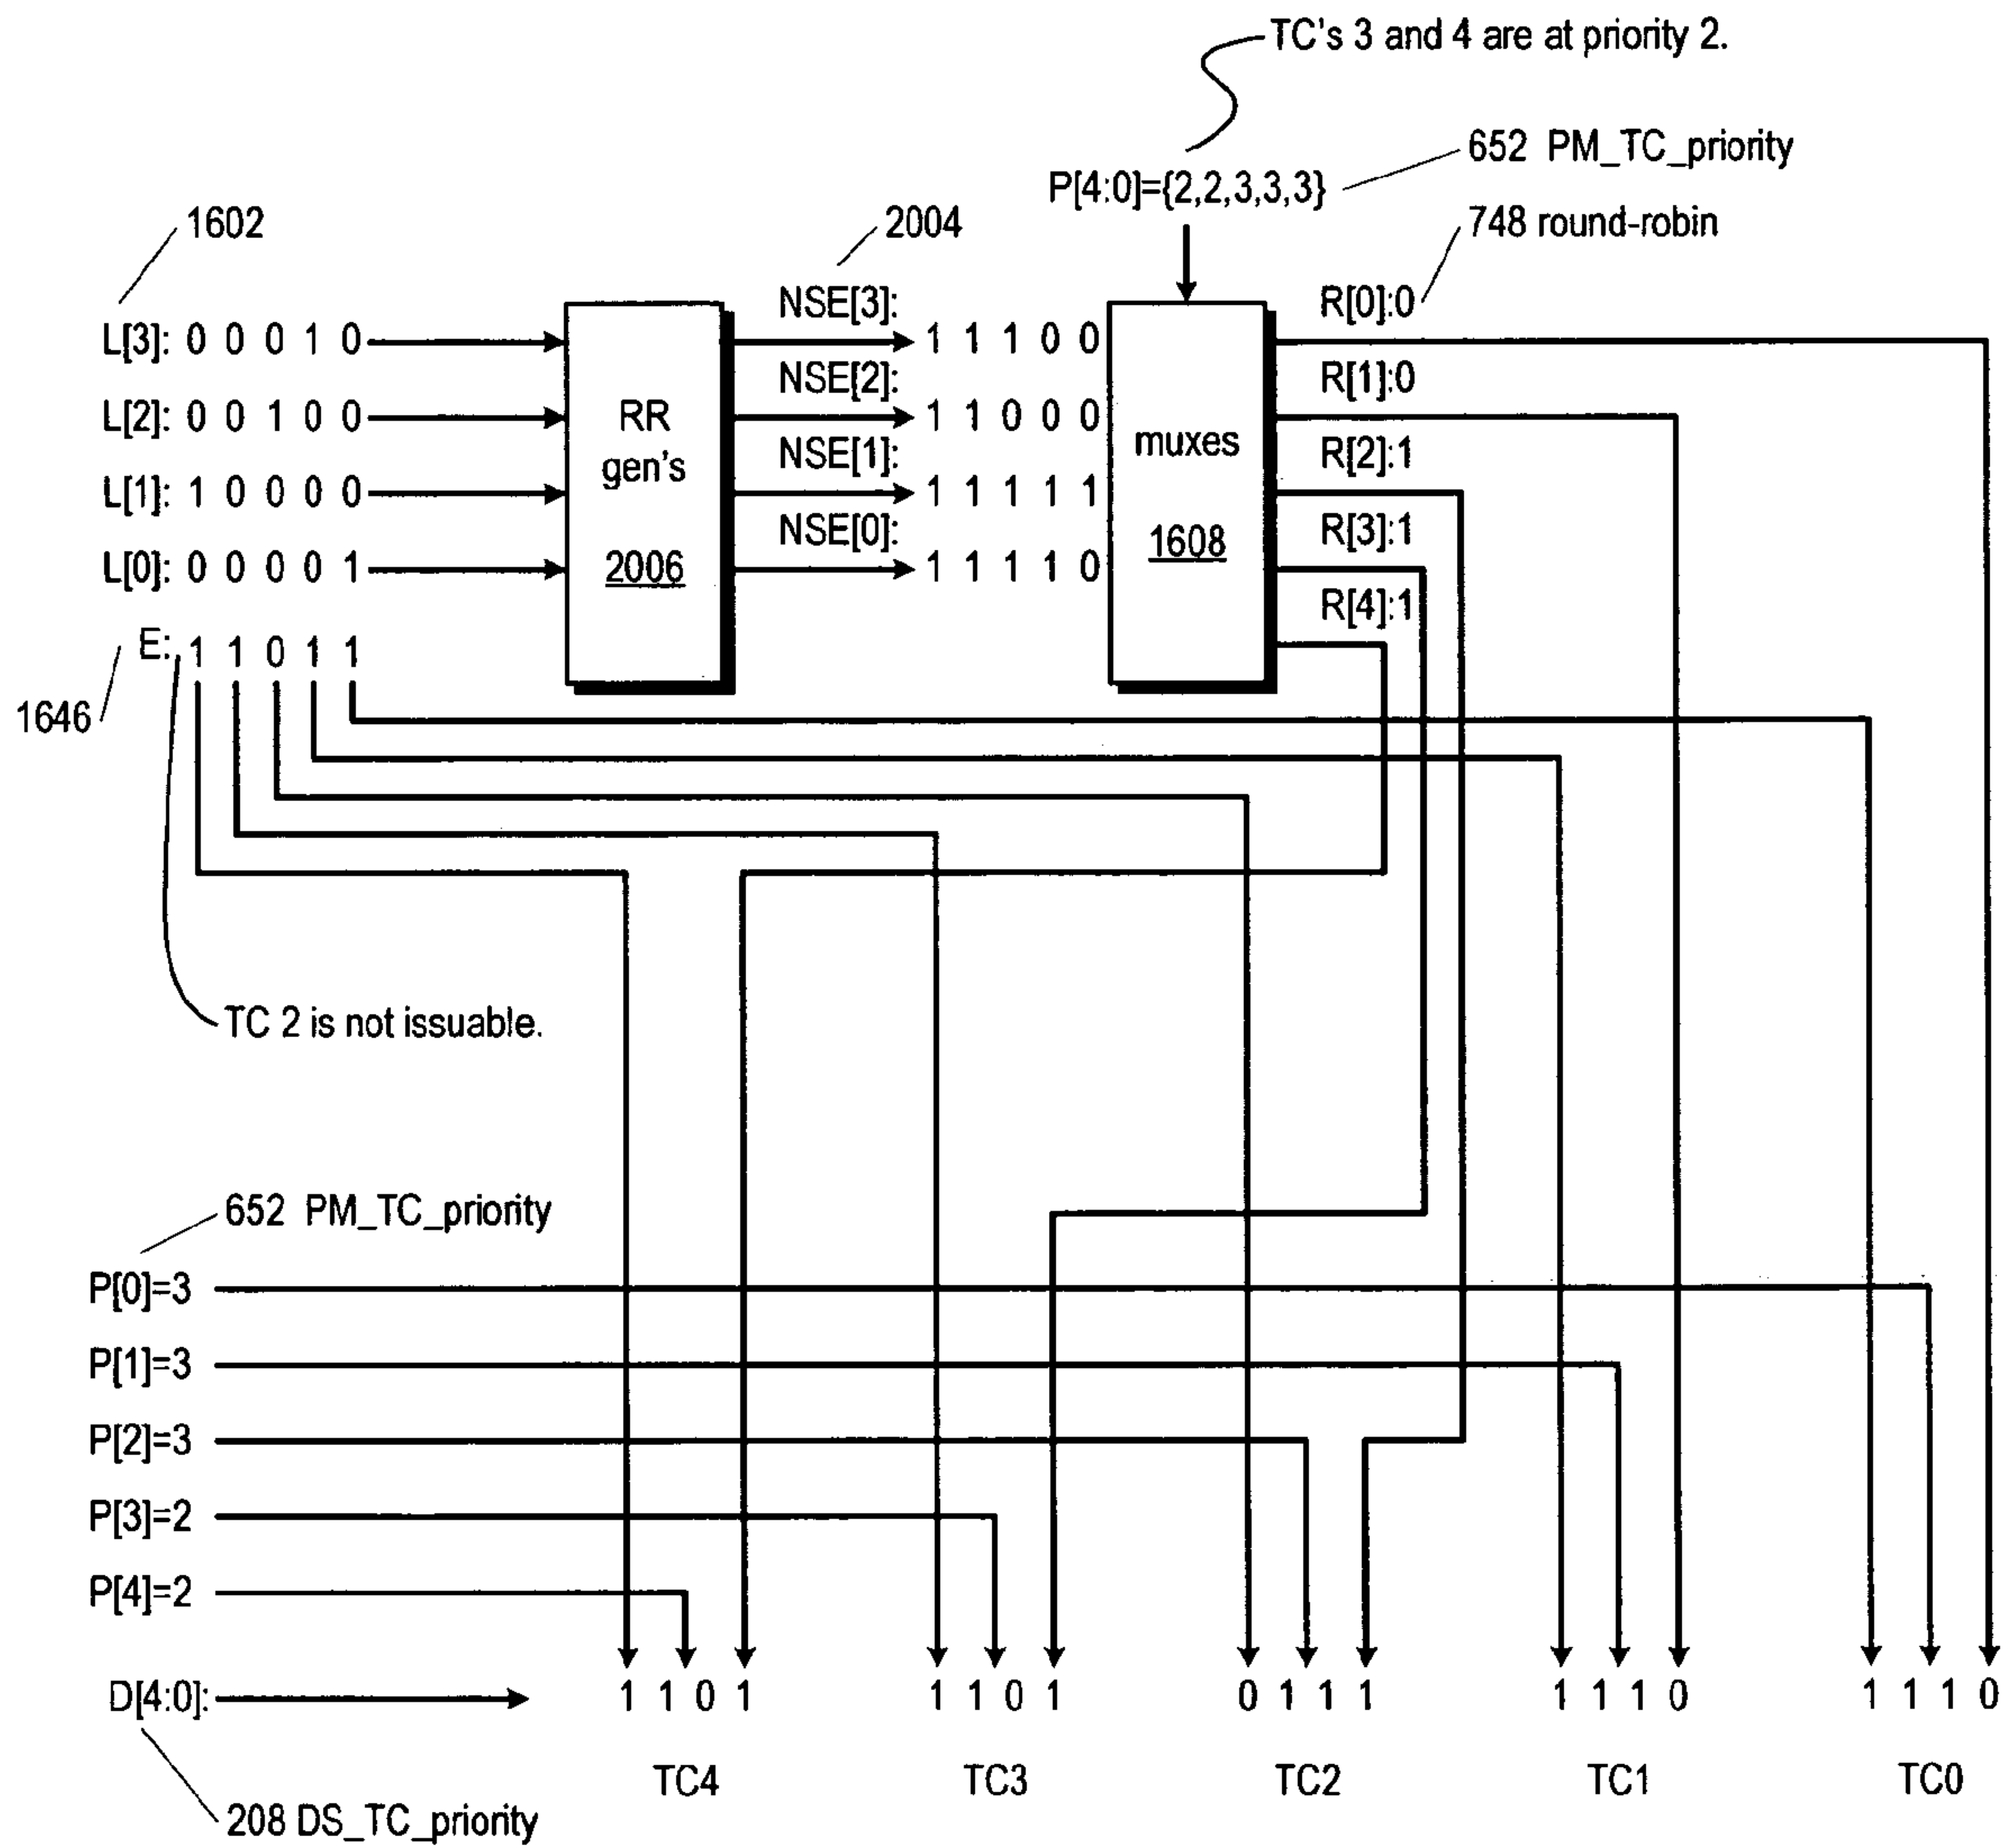 TC's 3 and 4 are at priority 2.
652 PM_TC_priority
P[4:0]={2,2,3,3,3}
1602
2004
748 round-robin
NSE[3]:
R[0]:0
L[3]: 0 0 0 1 0
1 1 1 0 0
NSE[2]:
R[1]:0
L[2]: 0 0 1 0 0
RR
1 1 0 0 0
muxes
gen's
NSE[1]:
R[2]:1
L[1]: 1 0 0 0 0
1 1 1 1 1
NSE[0]:
1608
R[3]:1
L[0]: 0 0 0 0 1
2006
1 1 1 1 0
R[4]:1
E: 1 1 0 1 1
1646
TC 2 is not issuable.
652 PM_TC_priority
P[0]=3
P[1]=3
P[2]=3
P[3]=2
P[4]=2
D[4:0]: 1 1 0 1 1 1 0 1 0 1 1 1 1 1 1 0 1 1 1 0
TC4 TC3 TC2 TC1 TC0
208 DS_TC_priority